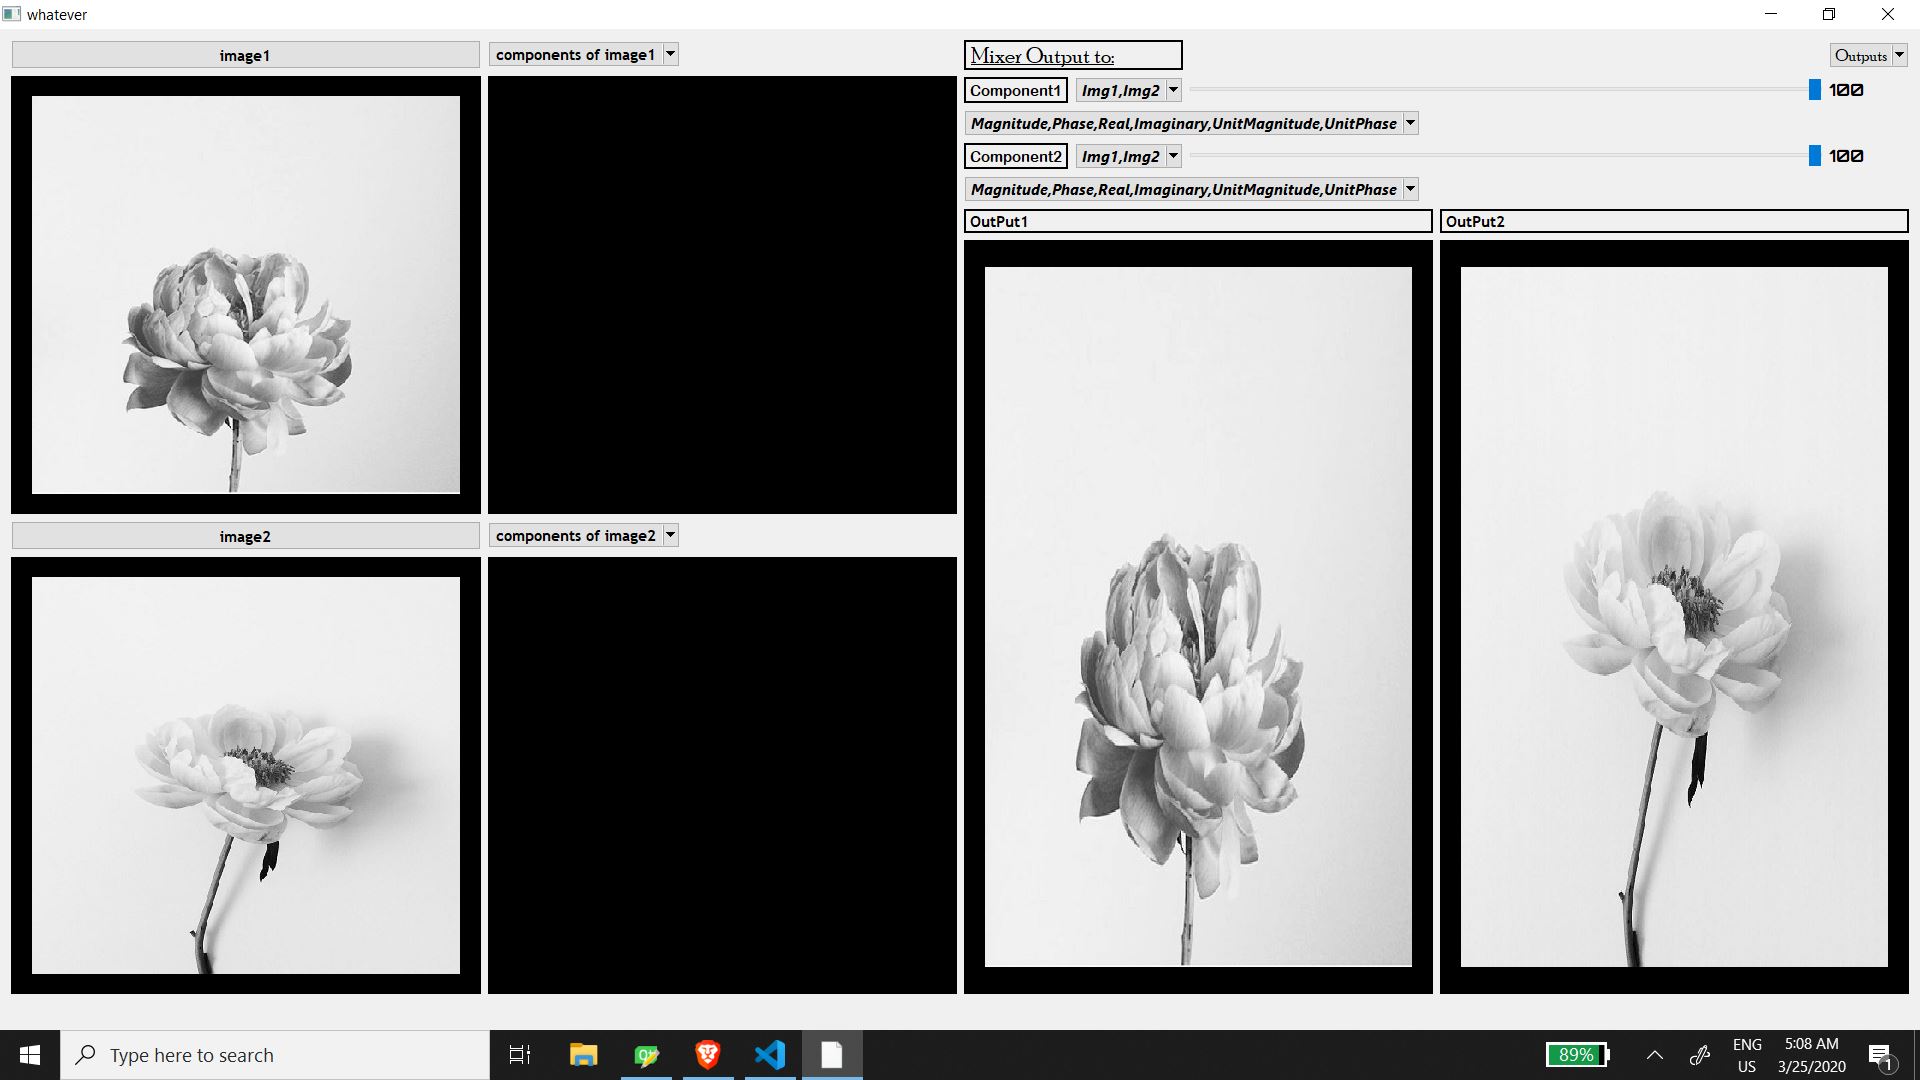 whatever
image1
components of image1
Mixer Output to:
Outputs
Component1
Img1,Img2
100
Magnitude,Phase,Real,Imaginary,UnitMagnitude,UnitPhase
Component2
Img1,Img2
100
Magnitude,Phase,Real,Imaginary,UnitMagnitude,UnitPhase
OutPut1
OutPut2
image2
components of image2
Type here to search
89%
ENG
US
5:08 AM
3/25/2020
1